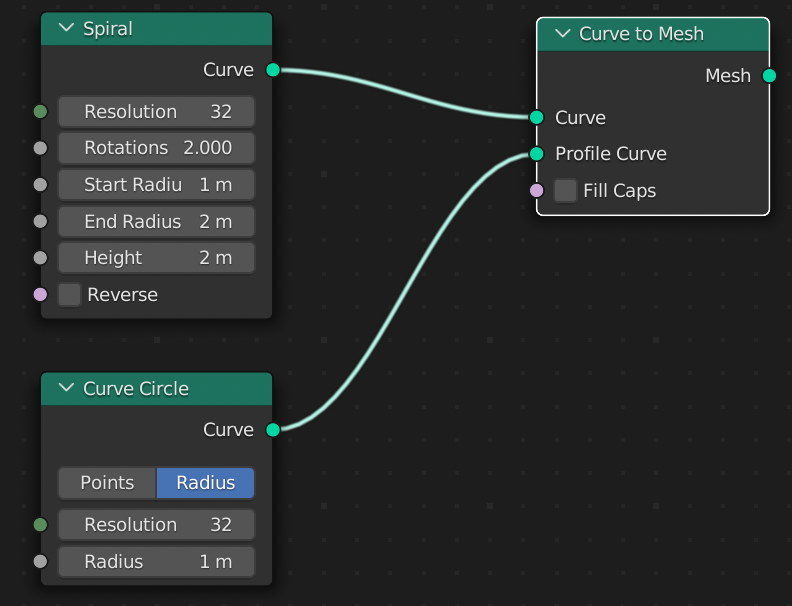 Spiral
Curve
Resolution 32
Rotations 2.000
Start Radiu 1 m
End Radius 2 m
Height 2 m
Reverse
Curve to Mesh
Mesh
Curve
Profile Curve
Fill Caps
Curve Circle
Curve
Points Radius
Resolution 32
Radius 1 m